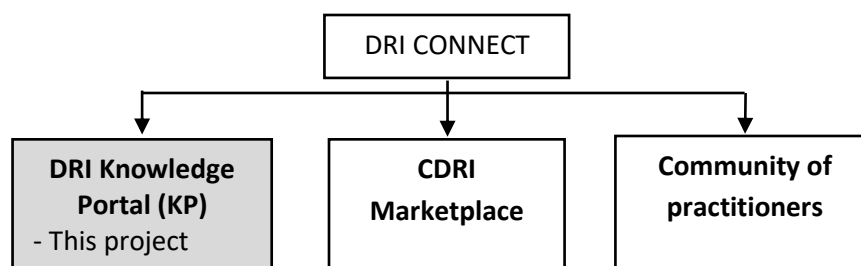 DRI CONNECT
DRI Knowledge
Portal (KP)
- This project
CDRI
Marketplace
Community of
practitioners